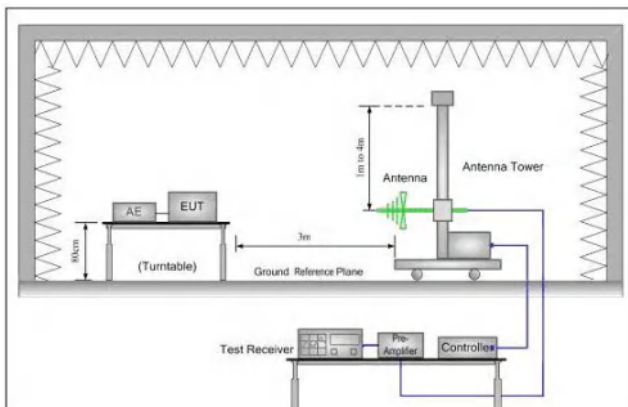 1m to 4m
Antenna
Antenna Tower
AE
EUT
80cm
(Turntable)
3m
Ground Reference Plane
Test Receiver
Pre-
Amplifier
Controller